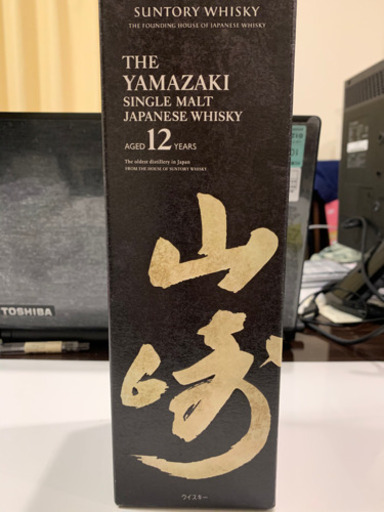 SUNTORY WHISKY
THE FOUNDING HOUSE OF JAPANESE WHISKY
THE
YAMAZAKI
SINGLE MALT
JAPANESE WHISKY
AGED 12 YEARS
The oldest distillery in Japan
FROM THE HOUSE OF SUNTORY WHISKY.
山
崎
ウイスキー
TOSHIBA